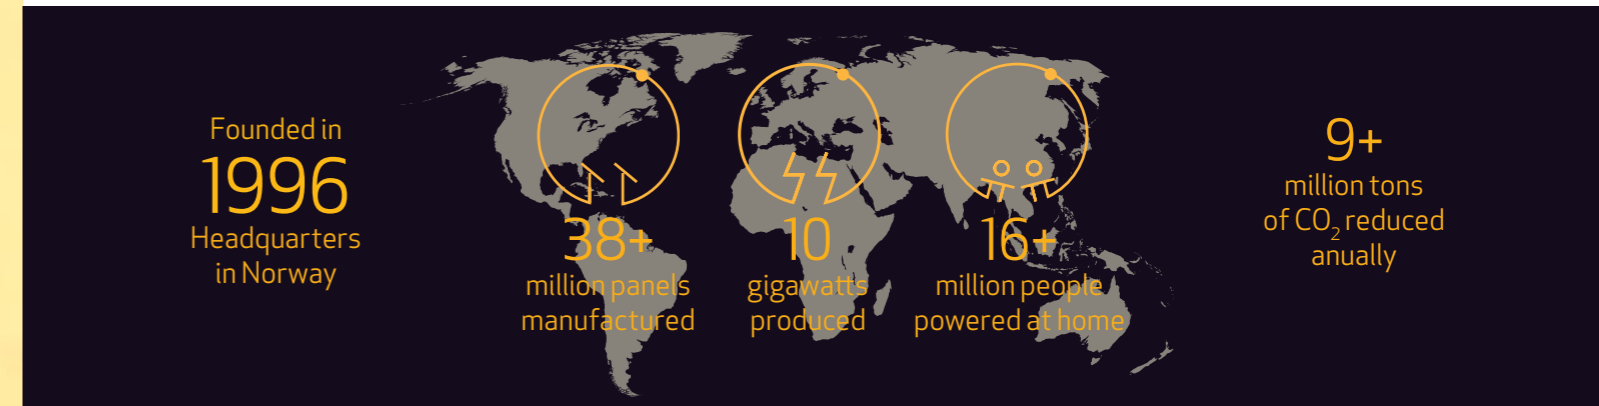 Founded in
1996
Headquarters
in Norway
38+
million panels
manufactured
10
gigawatts
produced
16+
million people
powered at home
9+
million tons
of CO₂ reduced
anually